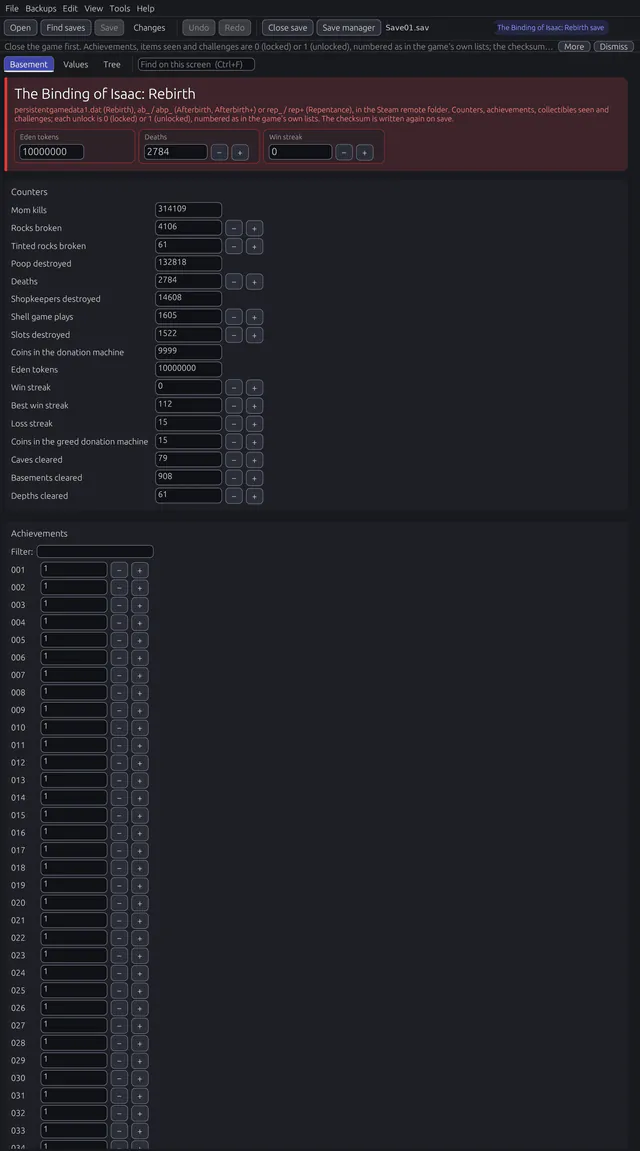 File Backups Edit View Tools Help
Open Find saves Save Changes Undo Redo Close save Save manager Save01.sav The Binding of Isaac: Rebirth save
Close the game first. Achievements, items seen and challenges are 0 (locked) or 1 (unlocked), numbered as in the game's own lists; the checksum... More Dismiss
Basement Values Tree Find on this screen (Ctrl+F)
The Binding of Isaac: Rebirth
persistentgamedata1.dat (Rebirth), ab_/ abp_ (Afterbirth, Afterbirth+) or rep_/ rep+ (Repentance), in the Steam remote folder. Counters, achievements, collectibles seen and
challenges; each unlock is 0 (locked) or 1 (unlocked), numbered as in the game's own lists. The checksum is written again on save.
Eden tokens Deaths Win streak
10000000 2784 − + 0 − +
Counters
Mom kills 314109
Rocks broken 4106 − +
Tinted rocks broken 61 − +
Poop destroyed 132818
Deaths 2784 − +
Shopkeepers destroyed 14608
Shell game plays 1605 − +
Slots destroyed 1522 − +
Coins in the donation machine 9999
Eden tokens 10000000
Win streak 0 − +
Best win streak 112 − +
Loss streak 15 − +
Coins in the greed donation machine 15 − +
Caves cleared 79 − +
Basements cleared 908 − +
Depths cleared 61 − +
Achievements
Filter:
001 1 − +
002 1 − +
003 1 − +
004 1 − +
005 1 − +
006 1 − +
007 1 − +
008 1 − +
009 1 − +
010 1 − +
011 1 − +
012 1 − +
013 1 − +
014 1 − +
015 1 − +
016 1 − +
017 1 − +
018 1 − +
019 1 − +
020 1 − +
021 1 − +
022 1 − +
023 1 − +
024 1 − +
025 1 − +
026 1 − +
027 1 − +
028 1 − +
029 1 − +
030 1 − +
031 1 − +
032 1 − +
033 1 − +
034 1 − +